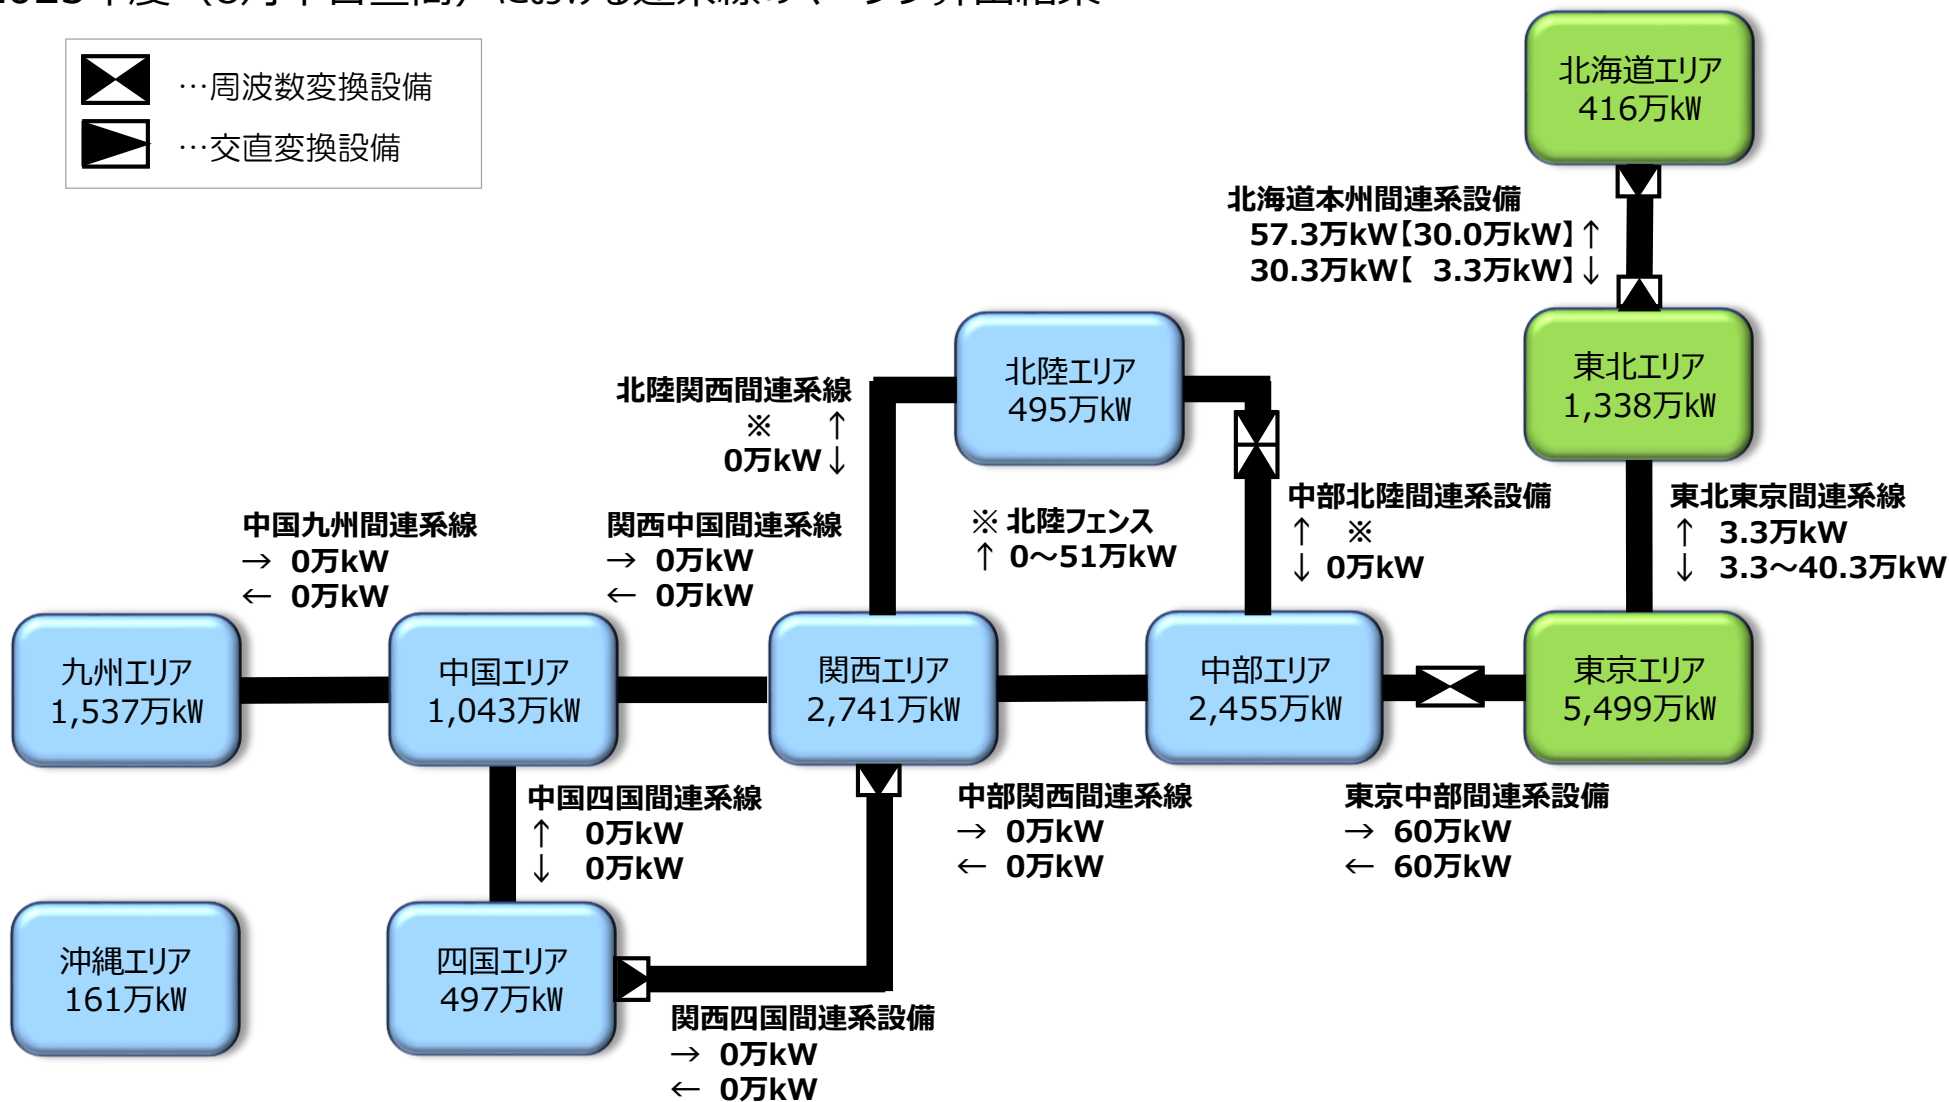 における連系線のマージン算出結果
…周波数変換設備
…交直変換設備
北海道エリア
416万kW
北海道本州間連系設備
57.3万kW【30.0万kW】↑
30.3万kW【 3.3万kW】↓
東北エリア
1,338万kW
北陸エリア
495万kW
北陸関西間連系線
※ ↑
0万kW ↓
※ 北陸フェンス
↑ 0～51万kW
中部北陸間連系設備
↑ ※
↓ 0万kW
東北東京間連系線
↑ 3.3万kW
↓ 3.3～40.3万kW
中国九州間連系線
→ 0万kW
← 0万kW
関西中国間連系線
→ 0万kW
← 0万kW
九州エリア
1,537万kW
中国エリア
1,043万kW
関西エリア
2,741万kW
中部エリア
2,455万kW
東京エリア
5,499万kW
中国四国間連系線
↑ 0万kW
↓ 0万kW
中部関西間連系線
→ 0万kW
← 0万kW
東京中部間連系設備
→ 60万kW
← 60万kW
沖縄エリア
161万kW
四国エリア
497万kW
関西四国間連系設備
→ 0万kW
← 0万kW